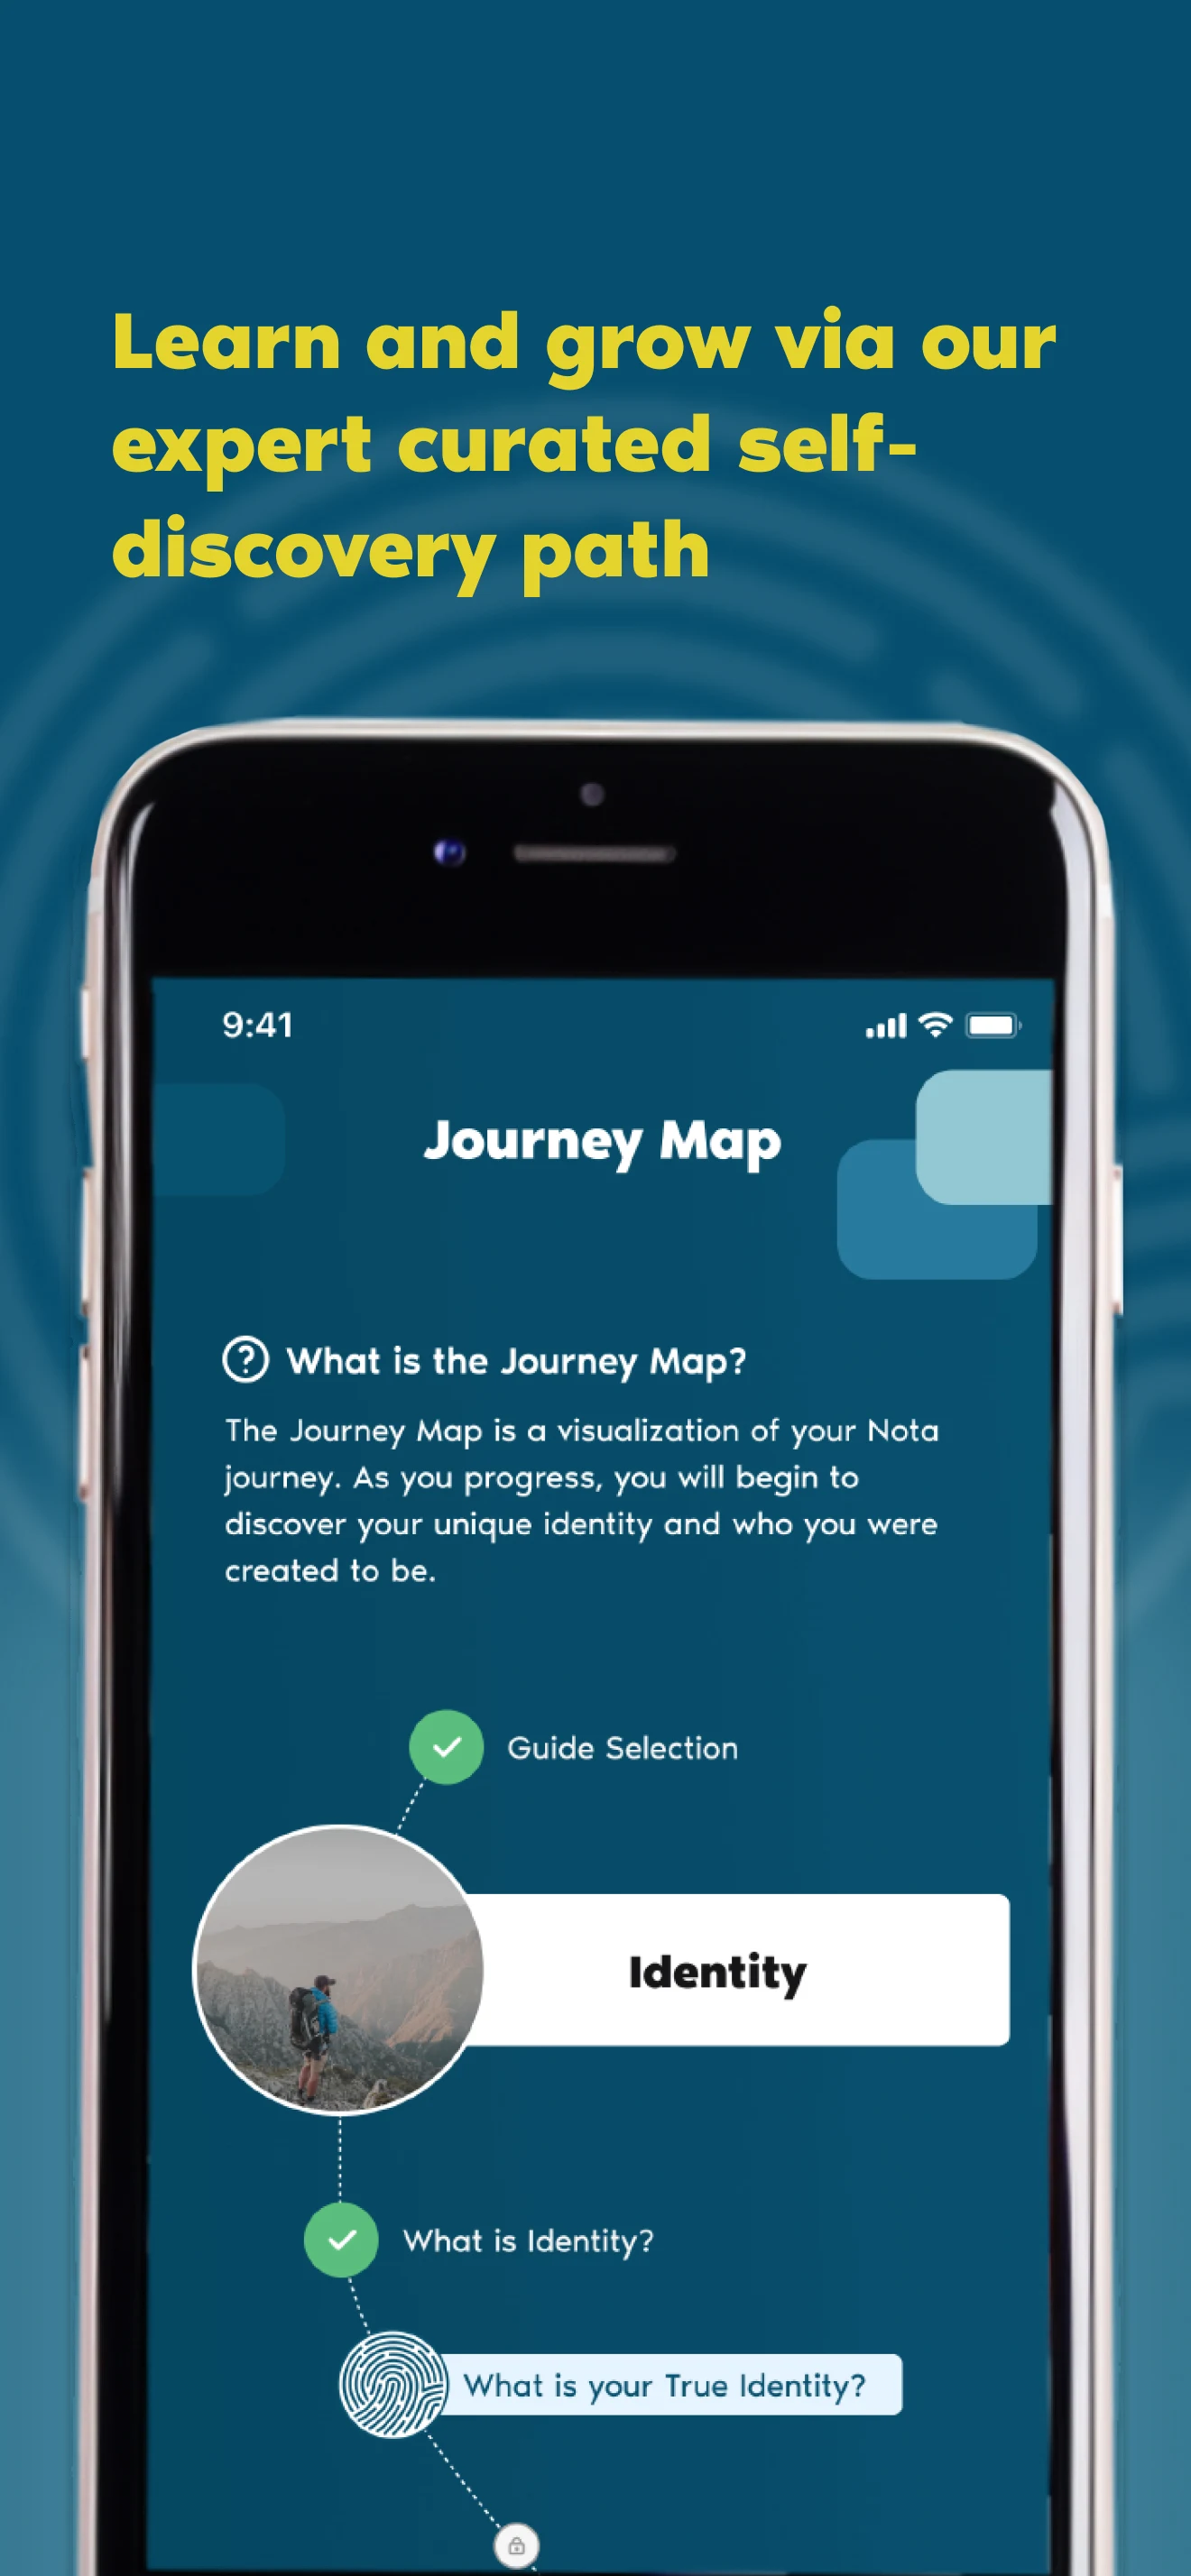 Learn and grow via our
expert curated self-
discovery path
9:41
Journey Map
What is the Journey Map?
The Journey Map is a visualization of your Nota
journey. As you progress, you will begin to
discover your unique identity and who you were
created to be.
Guide Selection
Identity
What is Identity?
What is your True Identity?